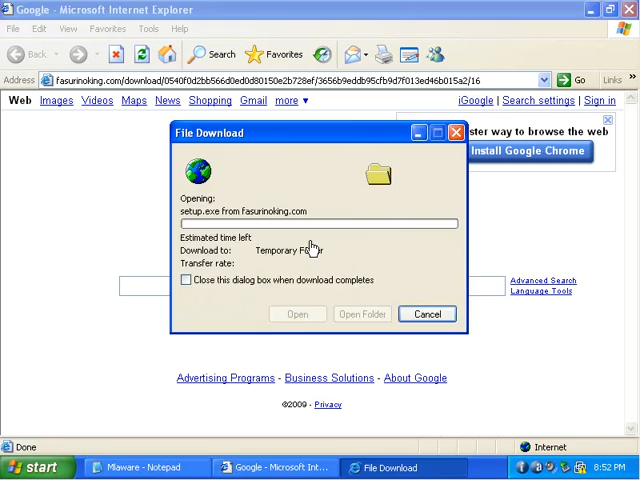 Google - Microsoft Internet Explorer
File Edit View Favorites Tools Help
Back Search Favorites
Address fasurinoking.com/download/0540f0d2bb566d0ed0d80150e2b728ef/3656b9eddb95cfb9d7f013ed46b015a2/16 Go Links »
Web Images Videos Maps News Shopping Gmail more ▼ iGoogle | Search settings | Sign in
ster way to browse the web
Install Google Chrome
File Download
Opening:
setup.exe from fasurinoking.com
Estimated time left
Download to: Temporary
Transfer rate:
Close this dialog box when download completes
Open Open Folder Cancel
Advanced Search
Language Tools
Advertising Programs - Business Solutions - About Google
©2009 - Privacy
Done Internet
start Mlaware - Notepad Google - Microsoft Int... File Download 8:52 PM